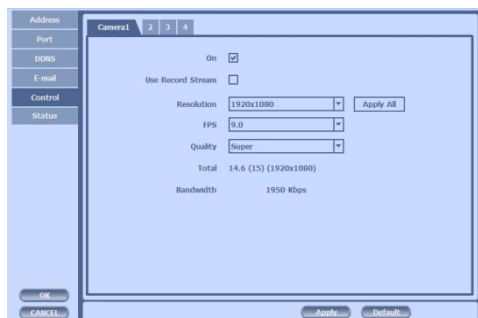 Address
Port
DDNS
E-mail
Control
Status
OK
CANCEL
Camera1 2 3 4
On
Use Record Stream
Resolution 1920x1080 Apply All
FPS 9.0
Quality Super
Total 14.6 (15) (1920x1080)
Bandwidth 1950 Kbps
Apply Default